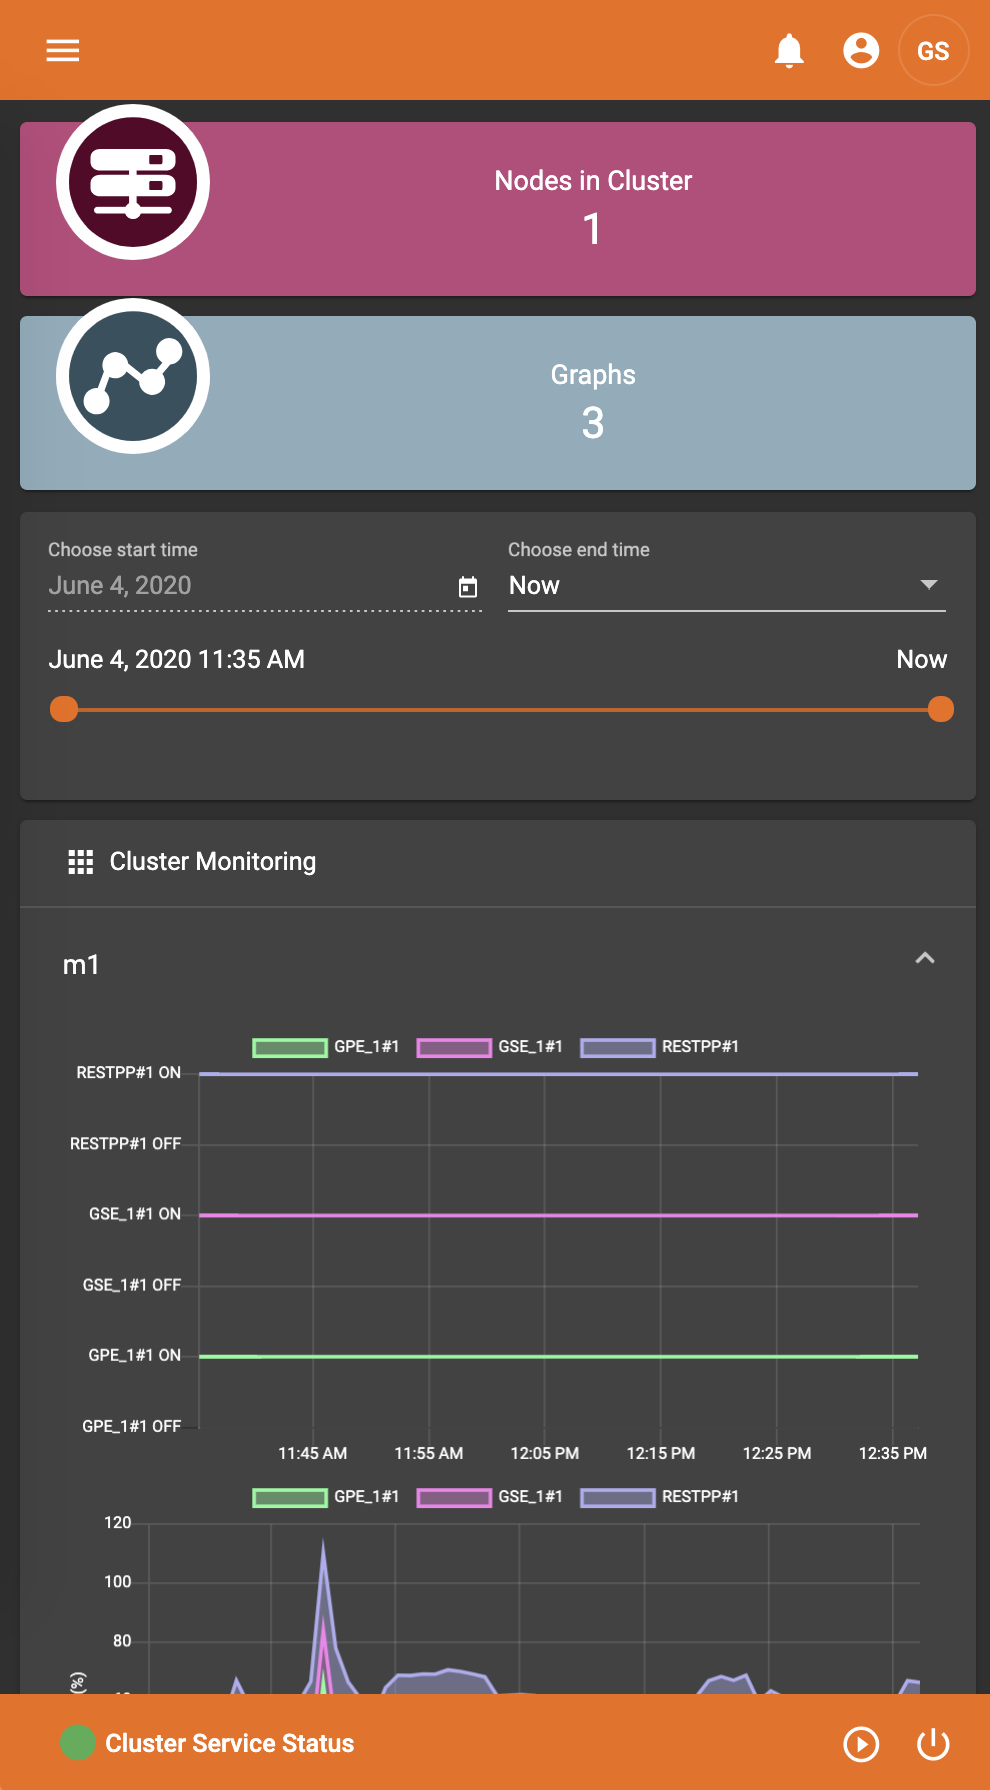 GS
Nodes in Cluster
1
Graphs
3
Choose start time
Choose end time
June 4, 2020
Now
June 4, 2020 11:35 AM
Now
Cluster Monitoring
m1
GPE_1#1 GSE_1#1 RESTPP#1
RESTPP#1 ON
RESTPP#1 OFF
GSE_1#1 ON
GSE_1#1 OFF
GPE_1#1 ON
GPE_1#1 OFF
11:45 AM 11:55 AM 12:05 PM 12:15 PM 12:25 PM 12:35 PM
GPE_1#1 GSE_1#1 RESTPP#1
120
100
80
(%)
Cluster Service Status